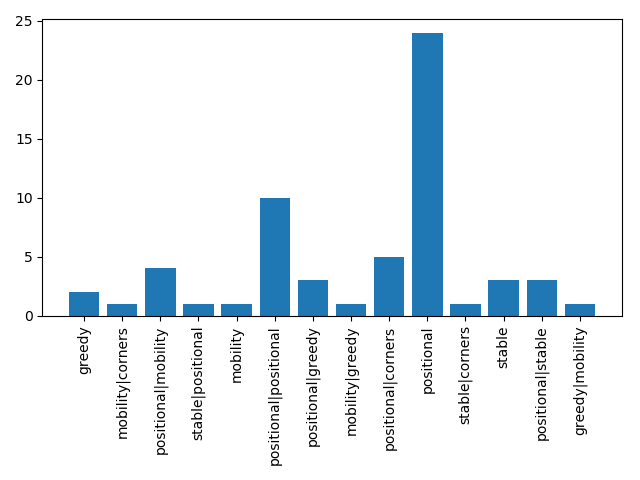 25
20
15
10
5
0
greedy
mobility|corners
positional|mobility
stable|positional
mobility
positional|positional
positional|greedy
mobility|greedy
positional|corners
positional
stable|corners
stable
positional|stable
greedy|mobility